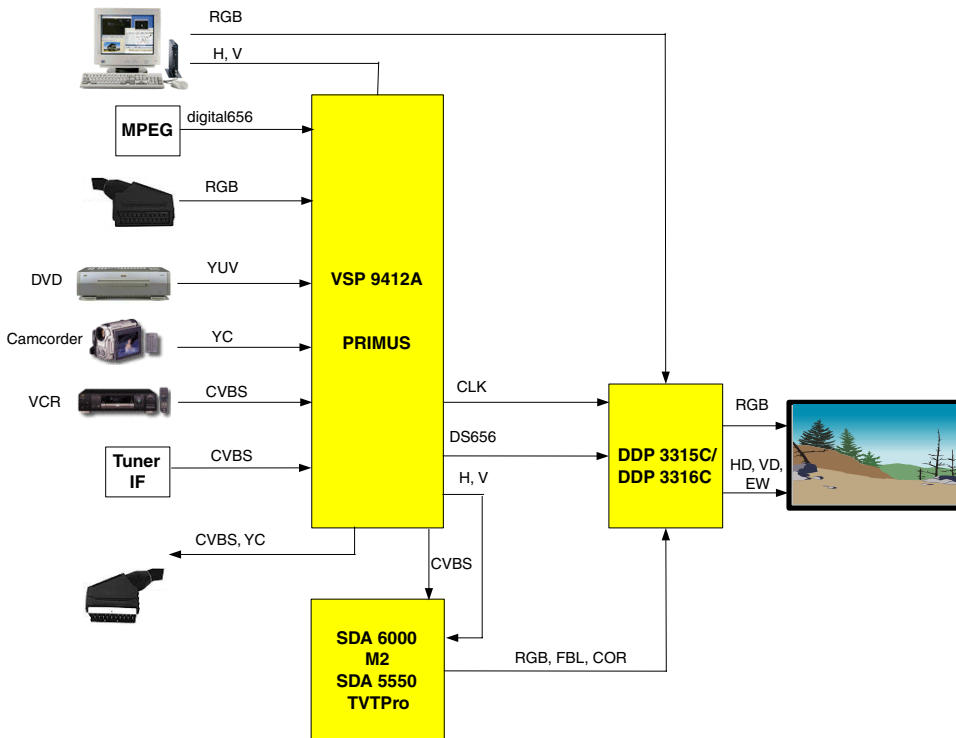 RGB
H, V
MPEG
digital656
RGB
DVD
YUV
VSP 9412A
Camcorder
YC
PRIMUS
VCR
CVBS
CLK
RGB
DS656
DDP 3315C/
DDP 3316C
Tuner
IF
CVBS
H, V
HD, VD,
EW
CVBS, YC
CVBS
SDA 6000
M2
SDA 5550
TVTPro
RGB, FBL, COR